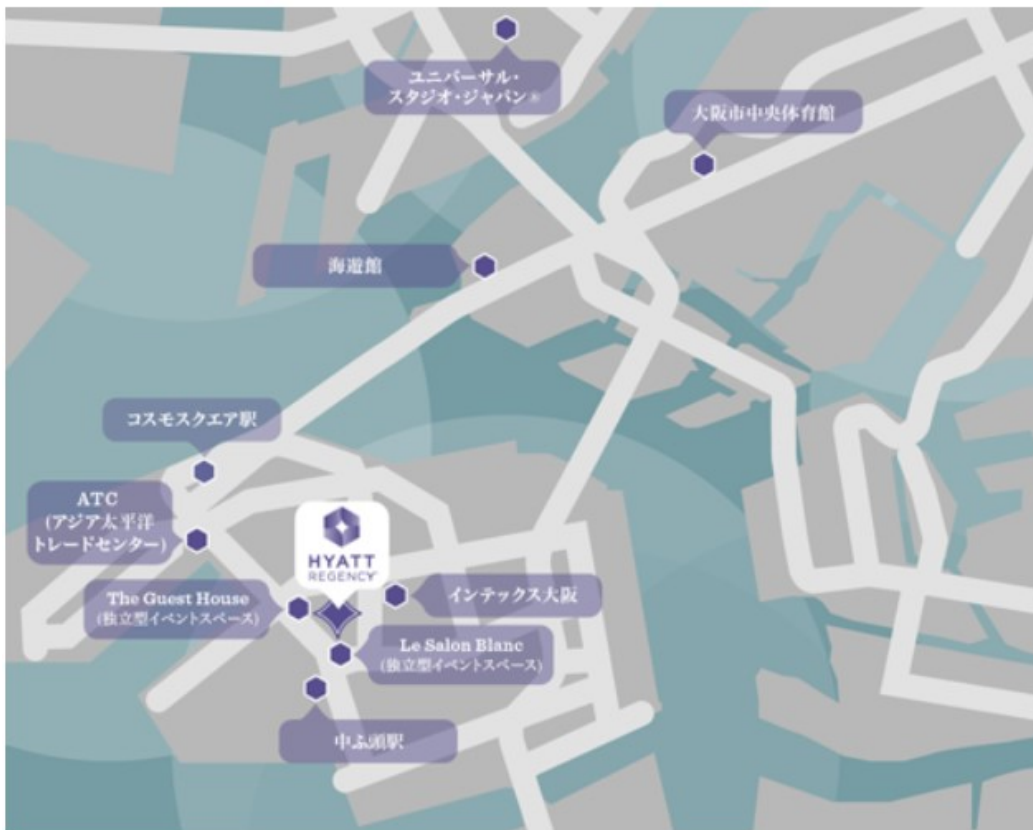 ユニバーサル・
スタジオ・ジャパン®
大阪市中央体育館
海遊館
コスモスクエア駅
ATC
(アジア太平洋
トレードセンター)
HYATT
REGENCY
The Guest House
(独立型イベントスペース)
インテックス大阪
Le Salon Blanc
(独立型イベントスペース)
中ふ頭駅